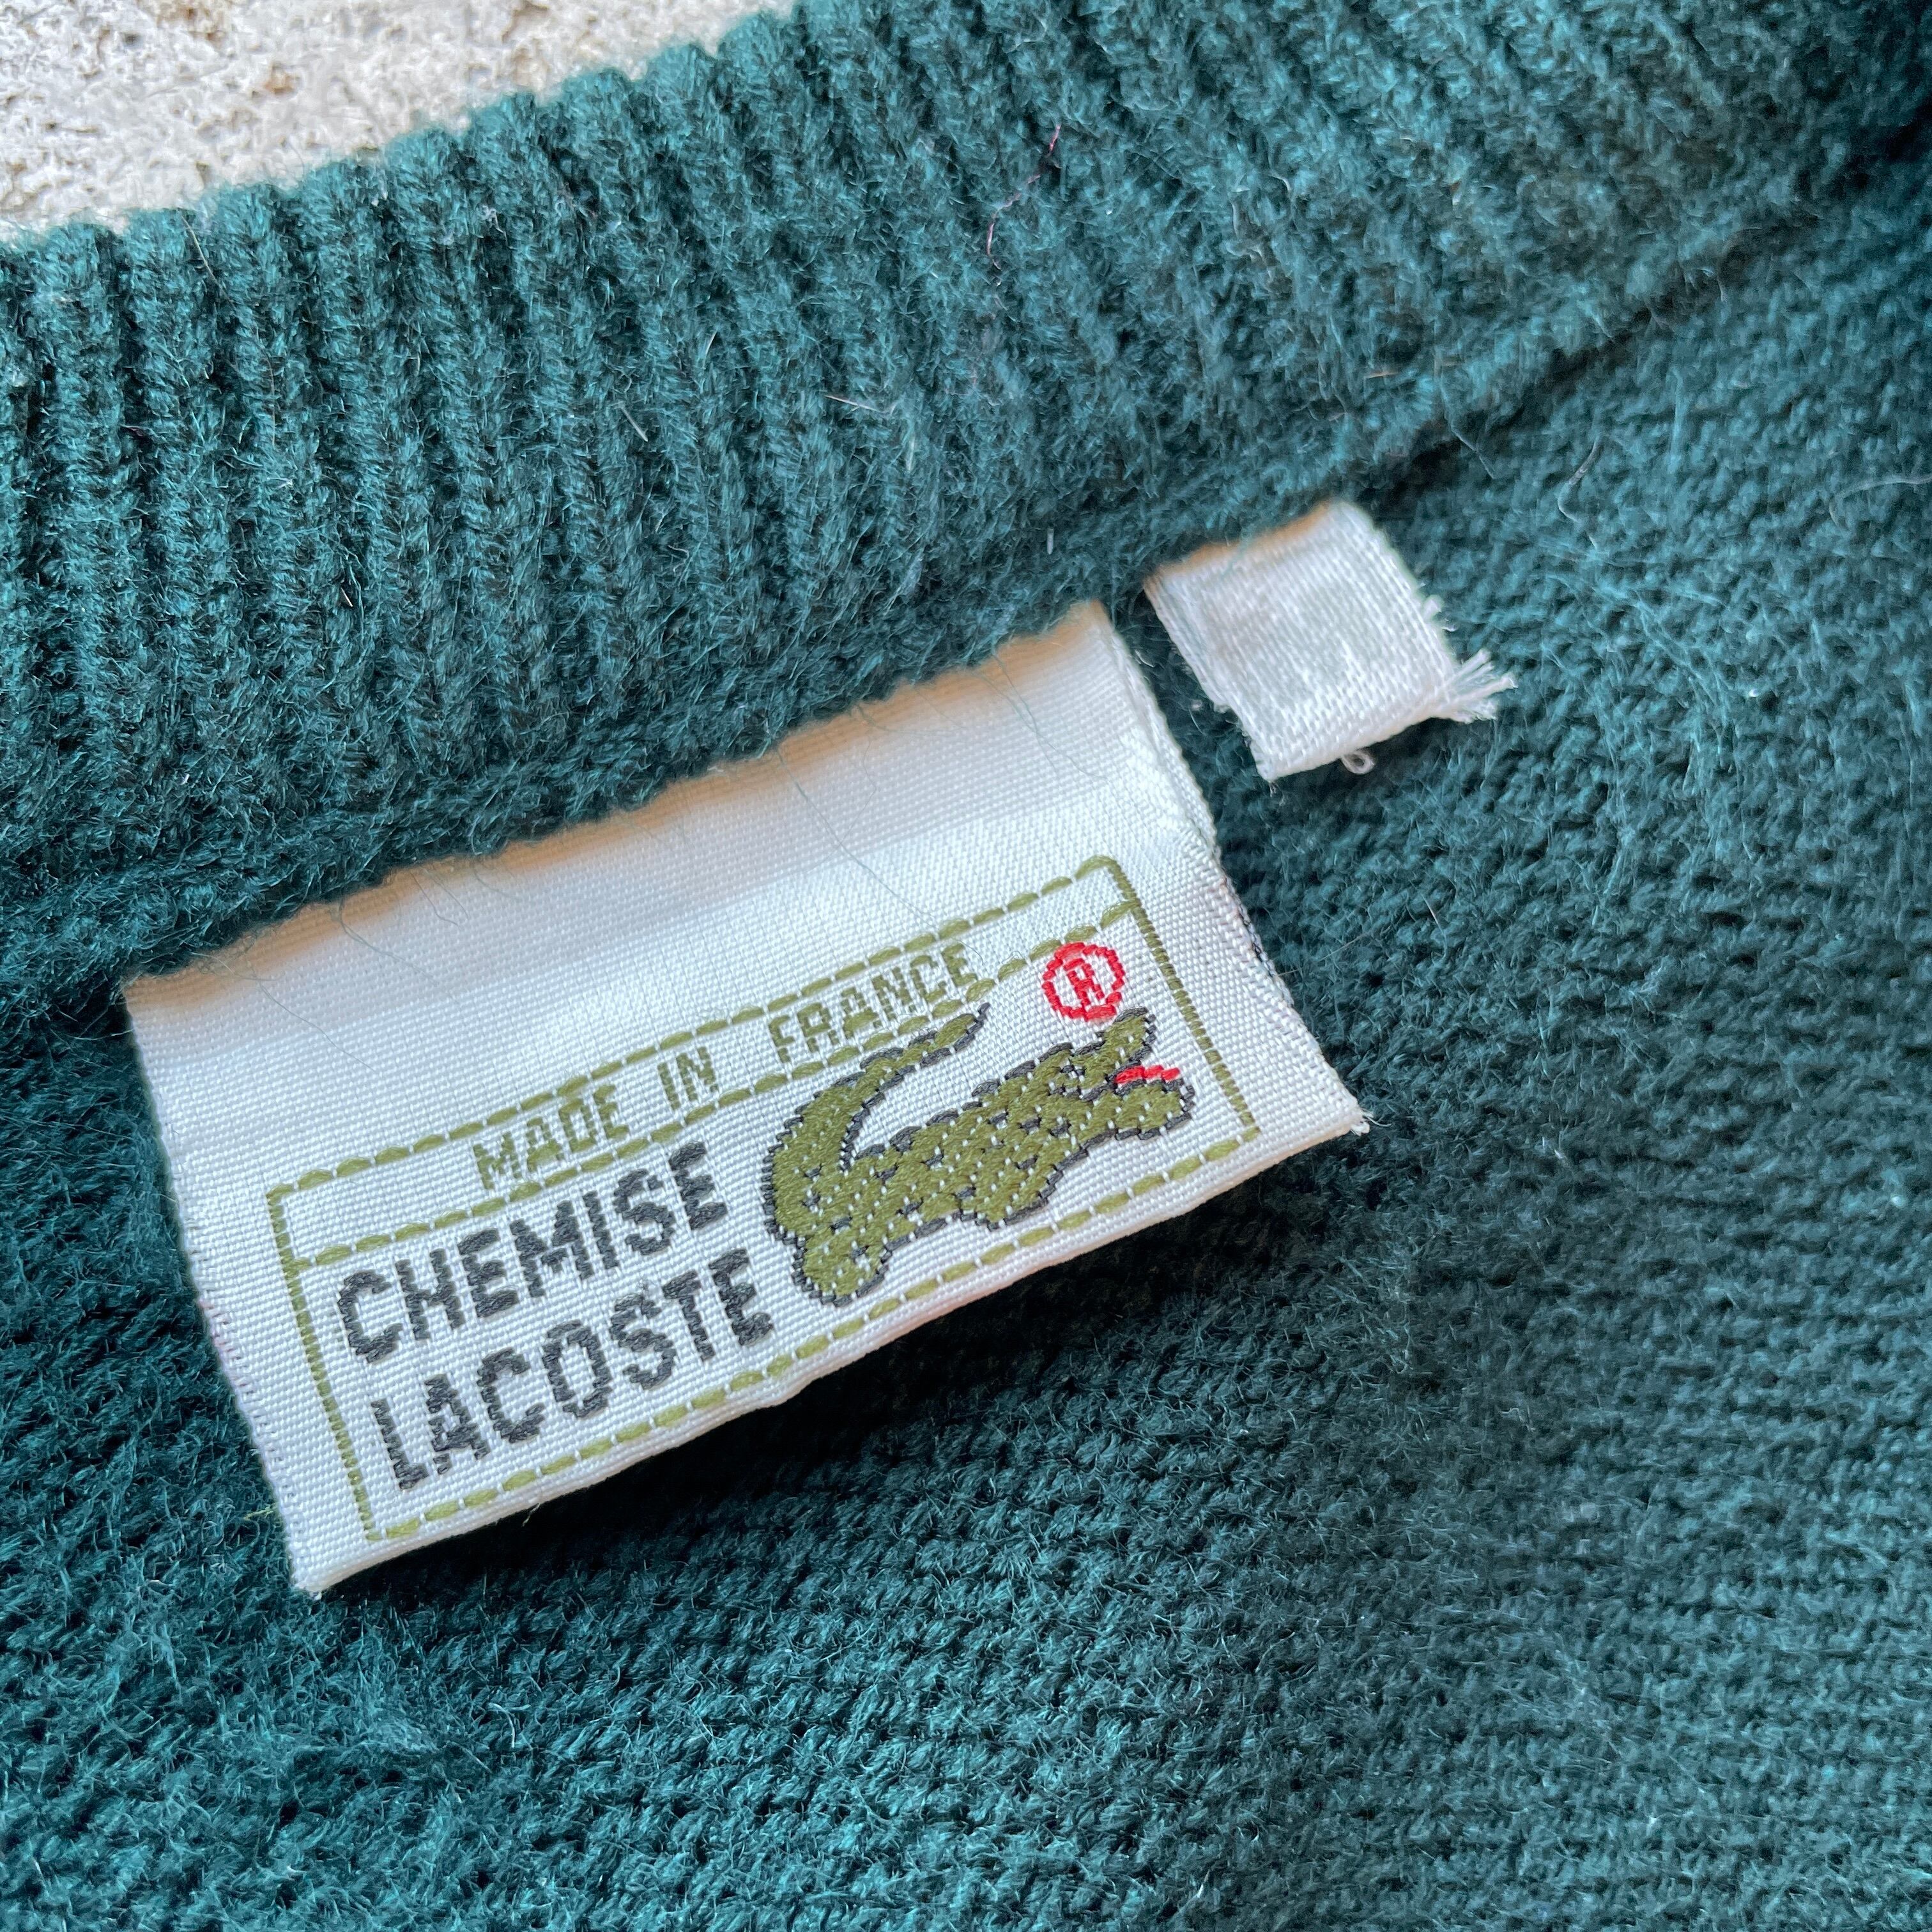 MADE IN FRANCE
®
CHEMISE
LACOSTE